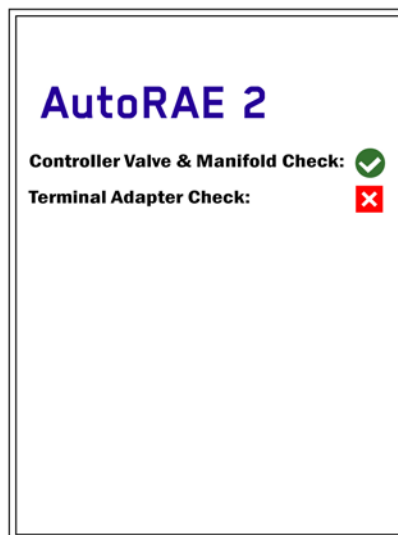 AutoRAE 2
Controller Valve & Manifold Check:
Terminal Adapter Check: